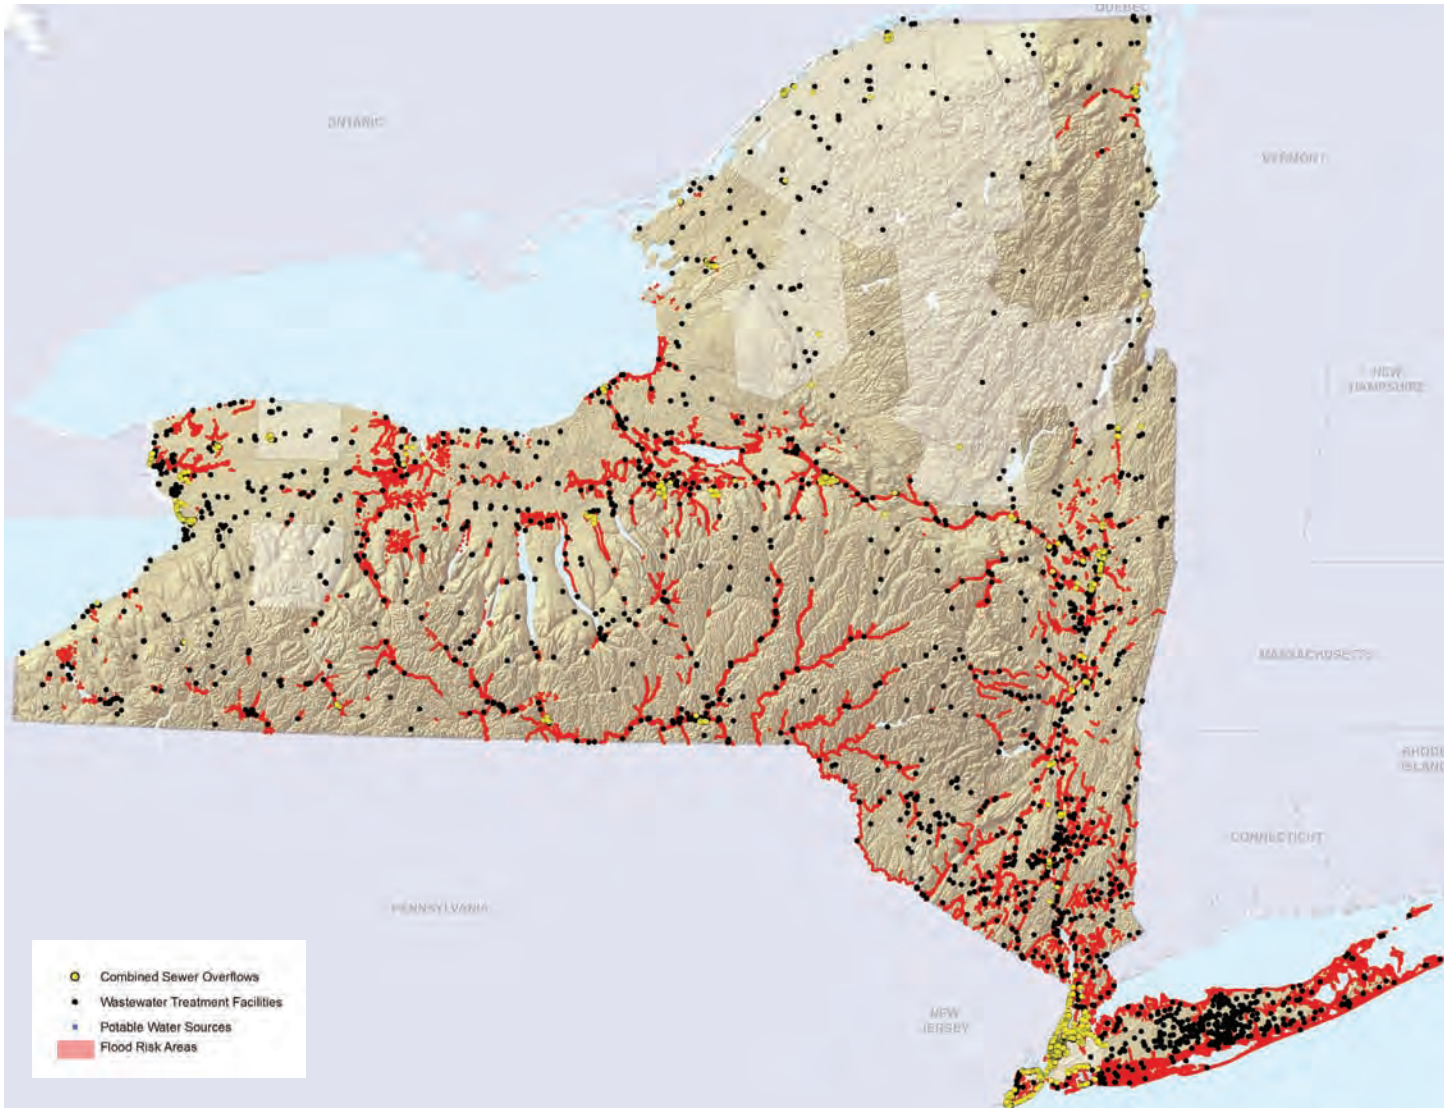 QUEBEC
ONTARIO
VERMONT
NEW
HAMPSHIRE
MASSACHUSETTS
RHODE
ISLAND
CONNECTICUT
PENNSYLVANIA
NEW
JERSEY
Combined Sewer Overflows
Wastewater Treatment Facilities
Potable Water Sources
Flood Risk Areas